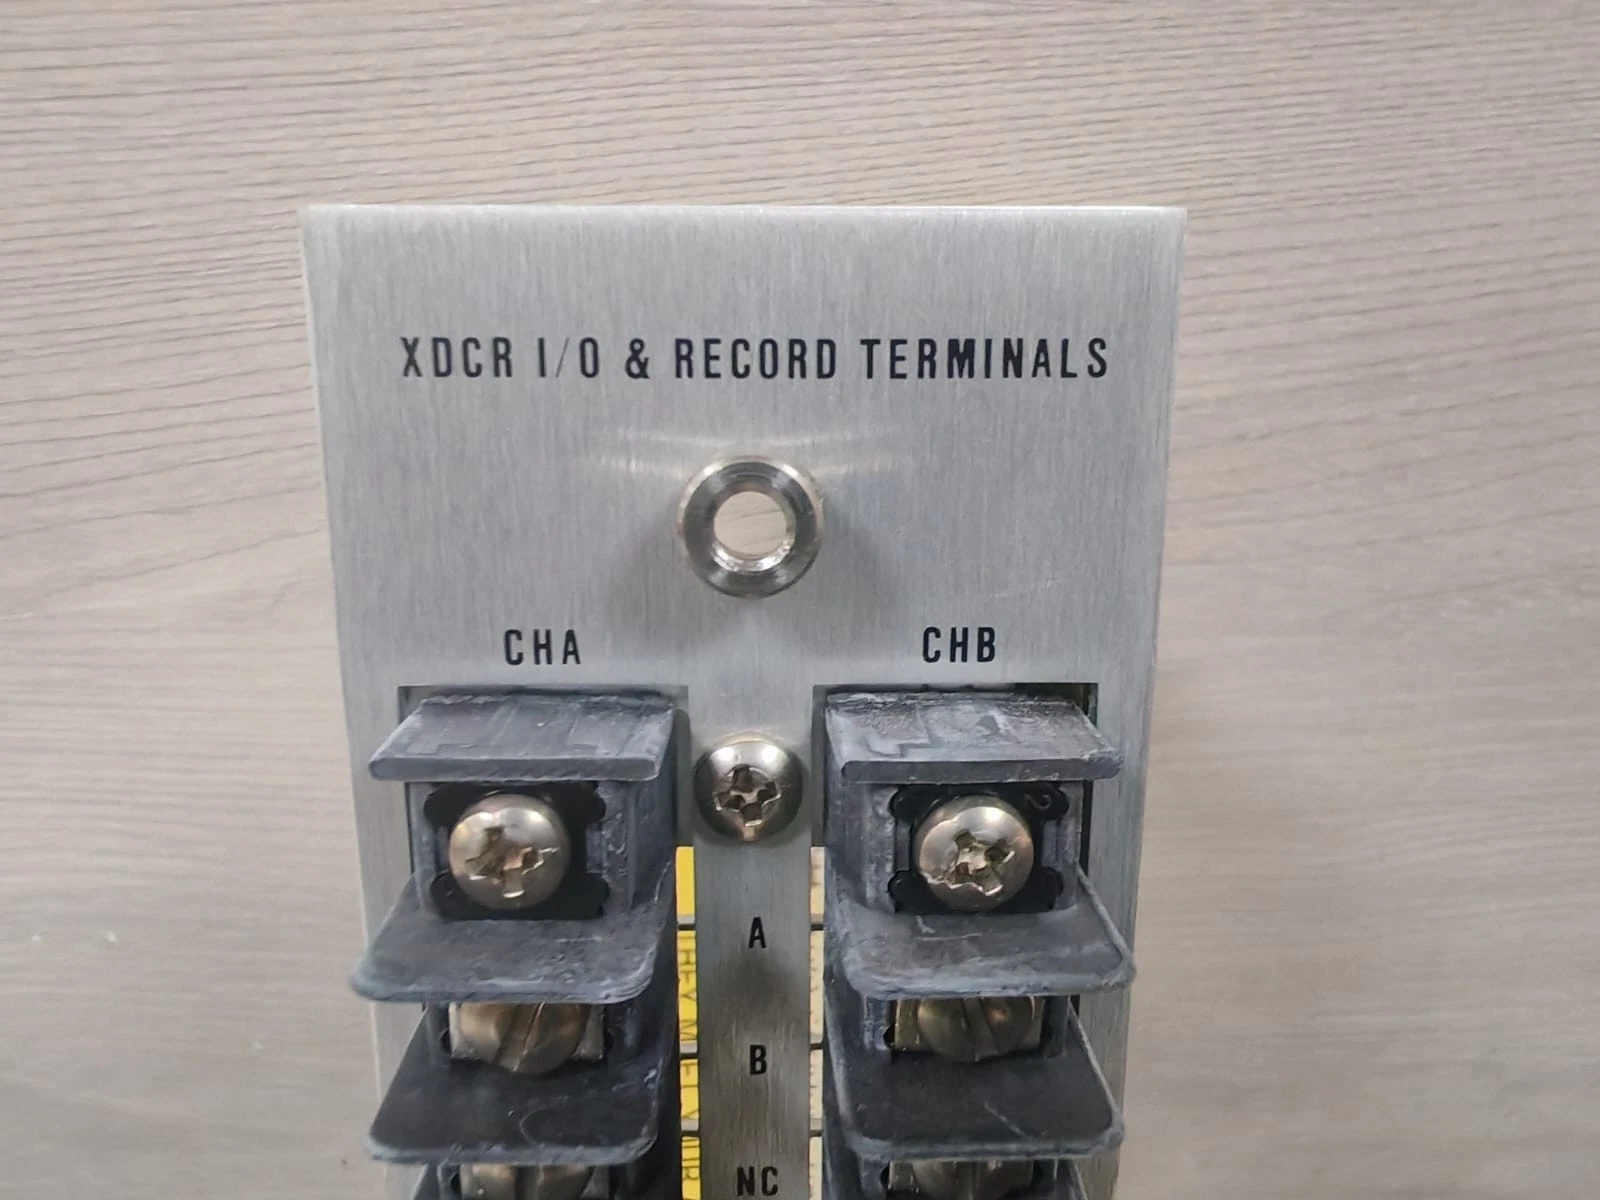 XDCR I/O & RECORD TERMINALS
CHA CHB
A
B
NC